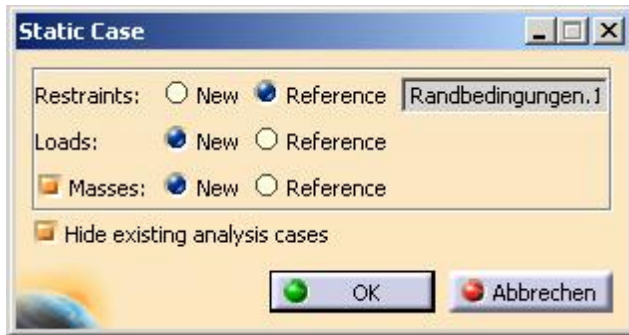 Static Case
Restraints: New Reference Randbedingungen.1
Loads: New Reference
Masses: New Reference
Hide existing analysis cases
OK Abbrechen